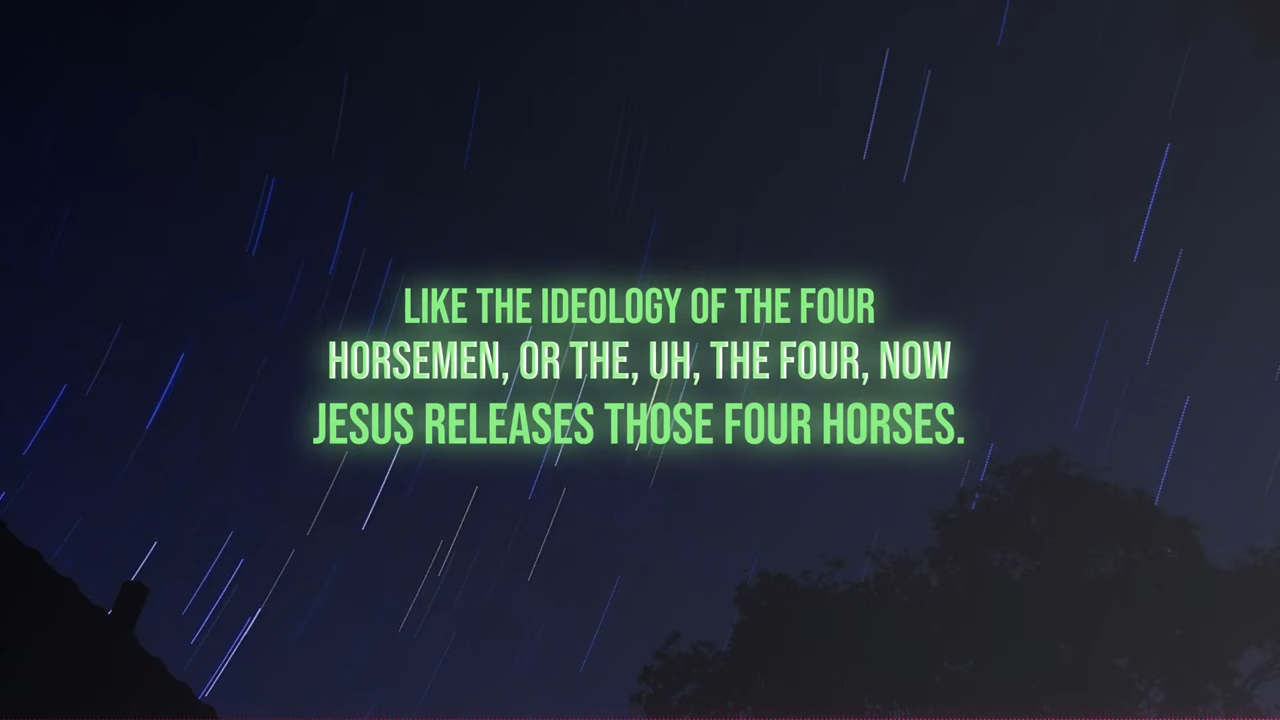 LIKE THE IDEOLOGY OF THE FOUR
HORSEMEN, OR THE, UH, THE FOUR, NOW
JESUS RELEASES THOSE FOUR HORSES.